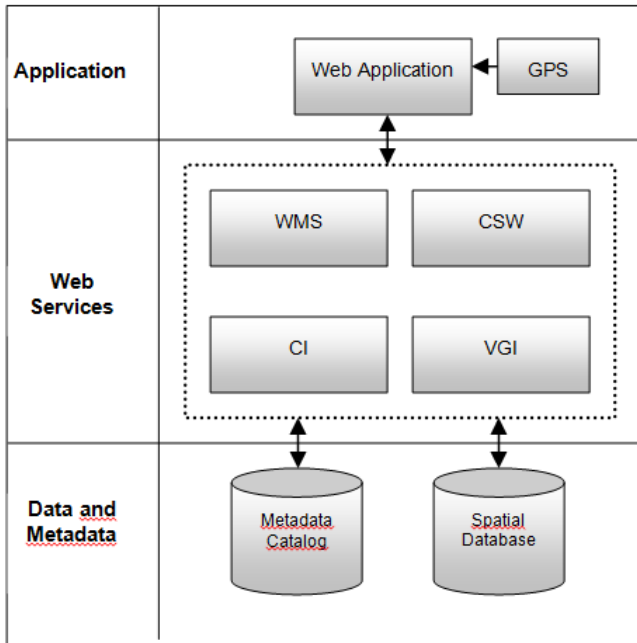 Application
Web Application
GPS
Web
Services
WMS
CSW
CI
VGI
Data and
Metadata
Metadata
Catalog
Spatial
Database